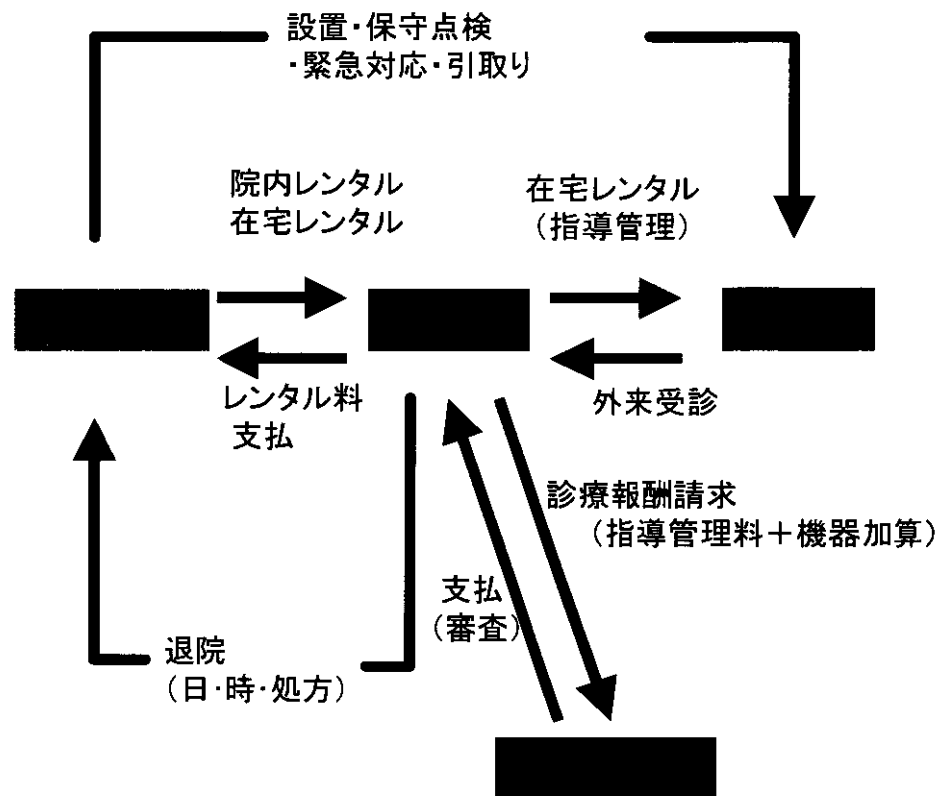 設置・保守点検
・緊急対応・引取り
院内レンタル
在宅レンタル
在宅レンタル
（指導管理）
レンタル料
支払
外来受診
診療報酬請求
（指導管理料＋機器加算）
支払
（審査）
退院
（日・時・処方）